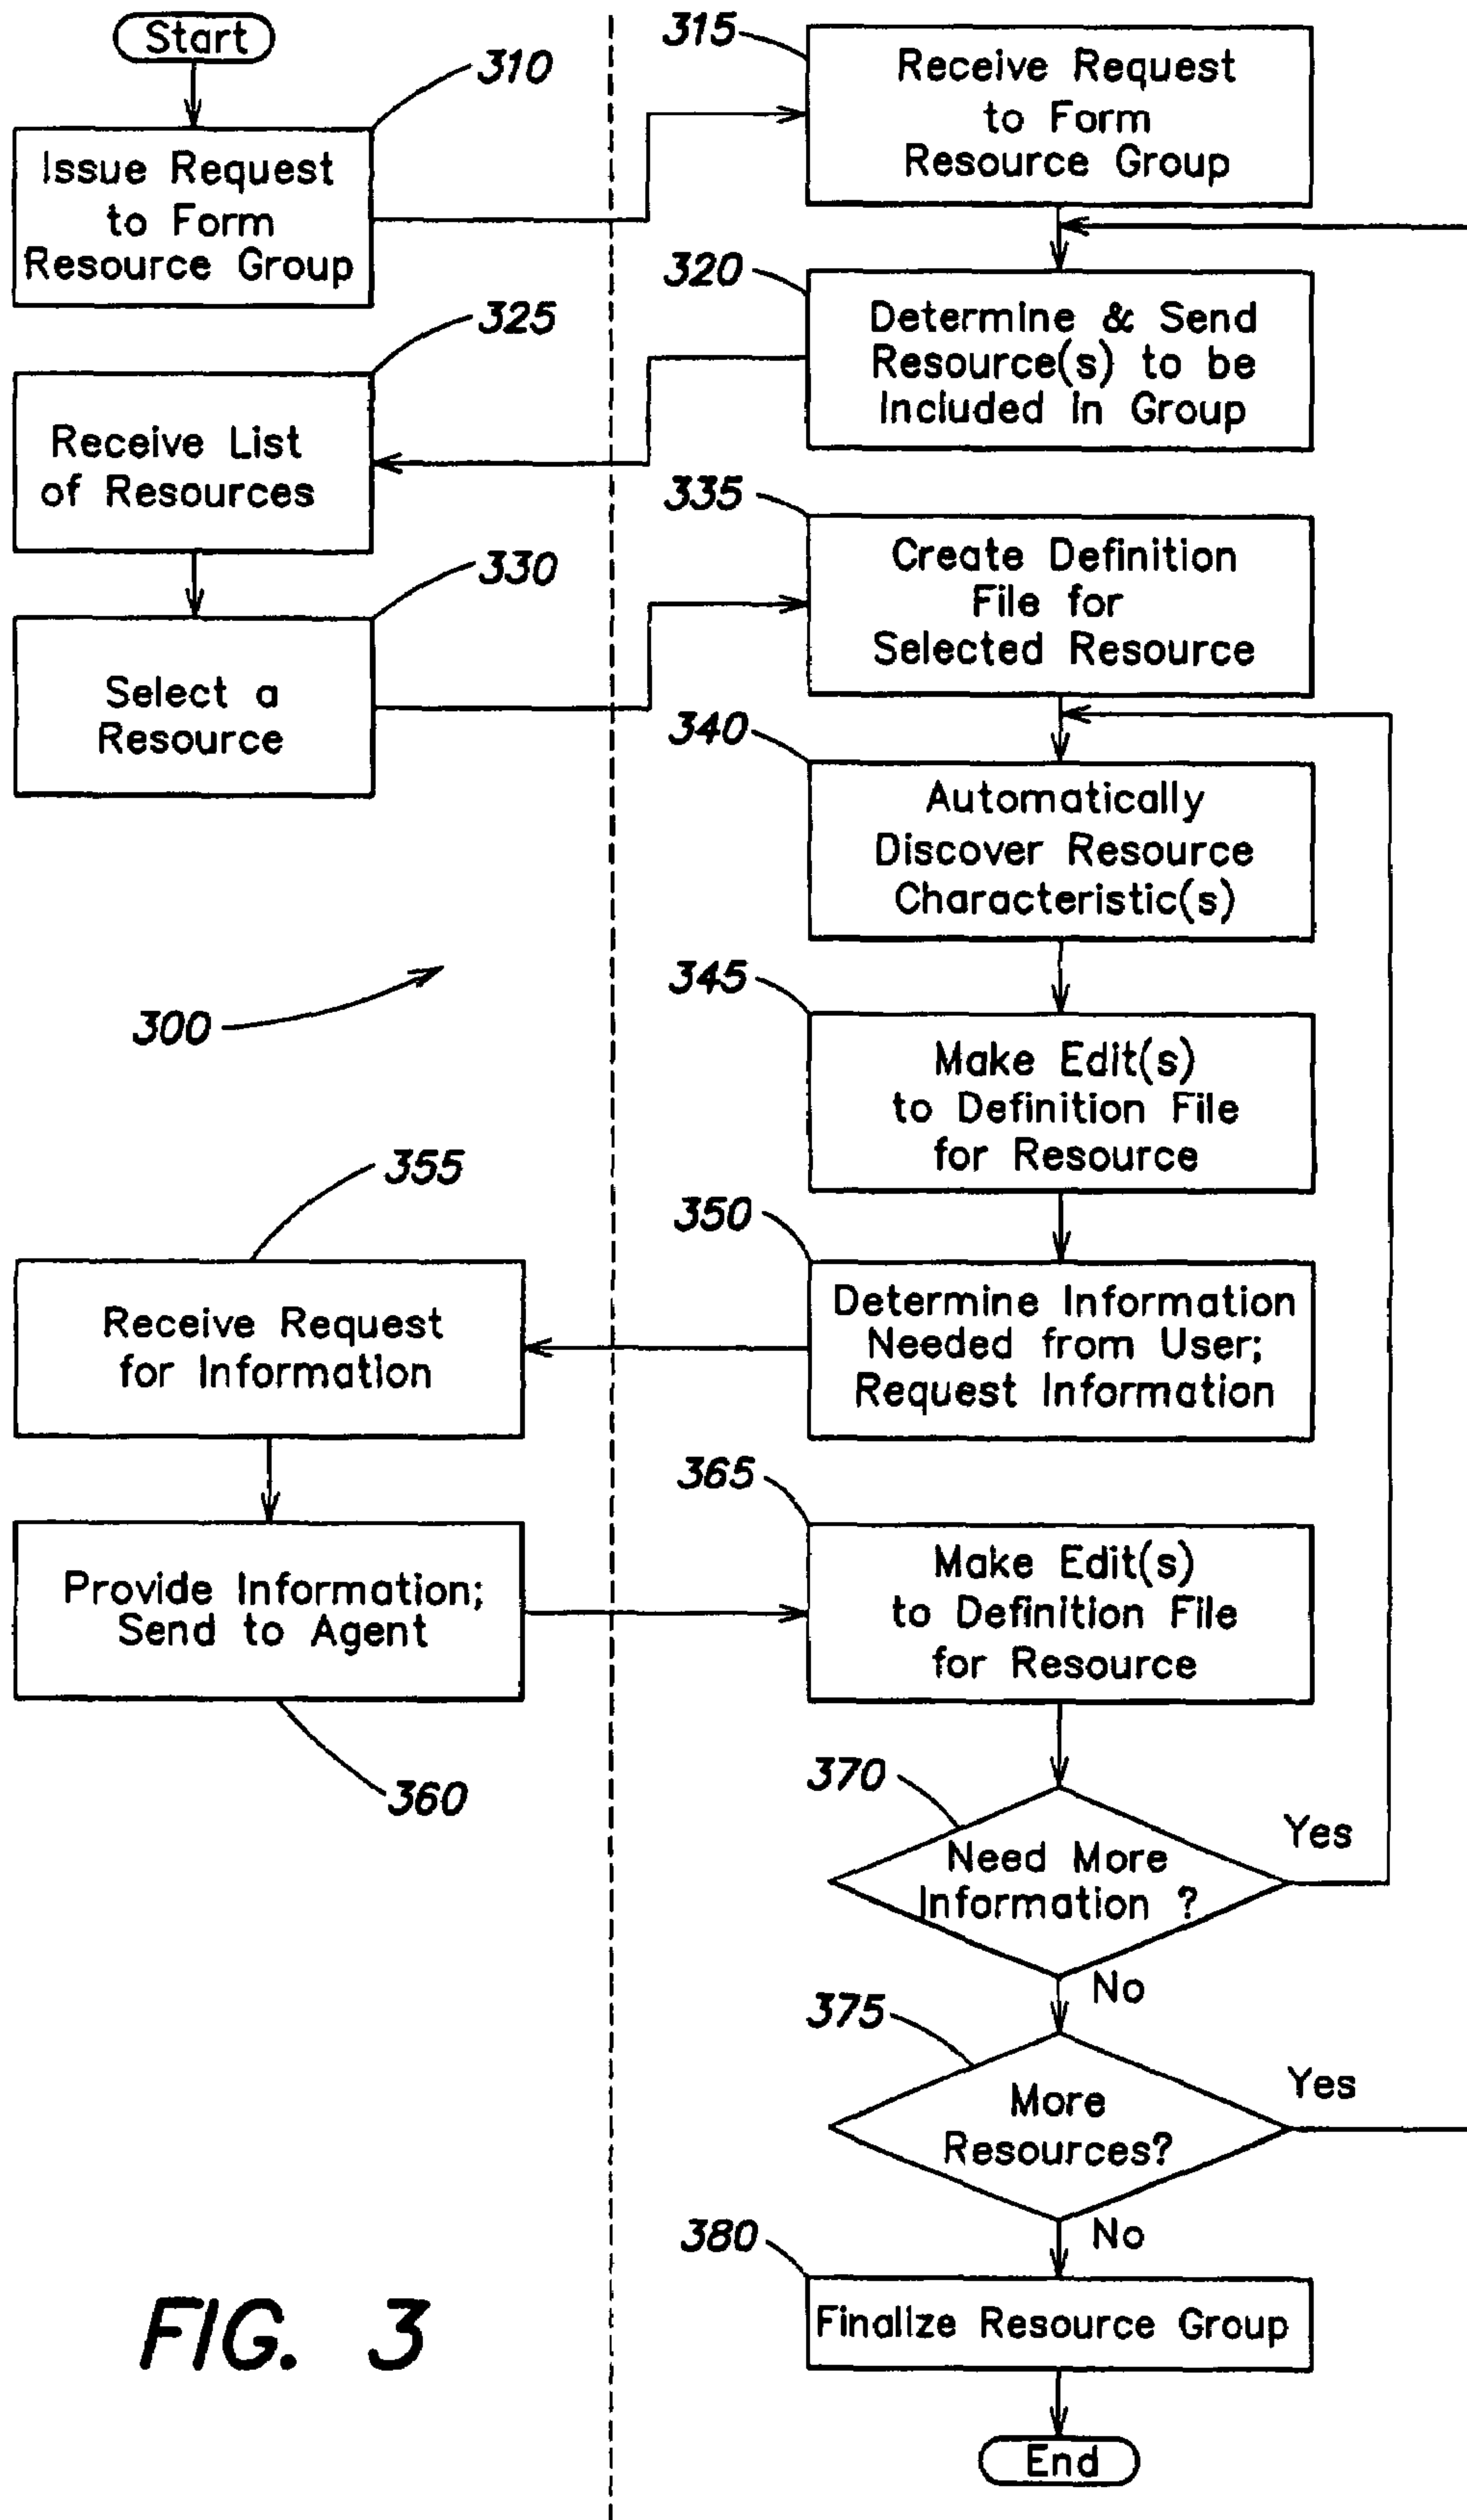 Start
310
Issue Request
to Form
Resource Group
315
Receive Request
to Form
Resource Group
320
Determine & Send
Resource(s) to be
Included in Group
325
Receive List
of Resources
330
Select a
Resource
335
Create Definition
File for
Selected Resource
340
Automatically
Discover Resource
Characteristic(s)
300
345
Make Edit(s)
to Definition File
for Resource
350
Determine Information
Needed from User;
Request Information
355
Receive Request
for Information
Provide Information;
Send to Agent
360
365
Make Edit(s)
to Definition File
for Resource
370
Need More
Information ?
Yes
No
375
More
Resources?
Yes
No
380
Finalize Resource Group
End
FIG. 3